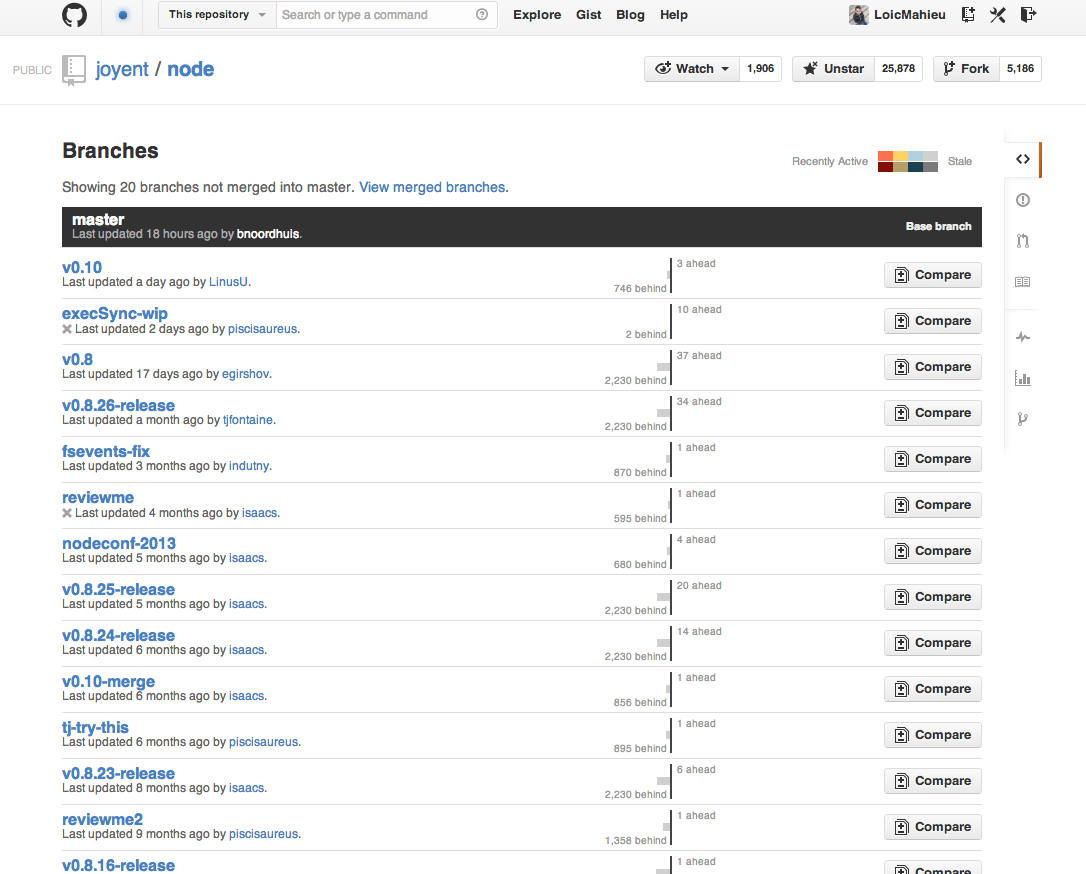 This repository
Search or type a command
Explore Gist Blog Help
LoicMahieu
PUBLIC joyent / node
Watch 1,906
Unstar 25,878
Fork 5,186
Branches
Recently Active Stale
Showing 20 branches not merged into master. View merged branches.
master
Last updated 18 hours ago by bnoordhuis.
Base branch
v0.10
Last updated a day ago by LinusU.
746 behind
3 ahead
Compare
execSync-wip
Last updated 2 days ago by piscisaureus.
2 behind
10 ahead
Compare
v0.8
Last updated 17 days ago by egirshov.
2,230 behind
37 ahead
Compare
v0.8.26-release
Last updated a month ago by tjfontaine.
2,230 behind
34 ahead
Compare
fsevents-fix
Last updated 3 months ago by indutny.
870 behind
1 ahead
Compare
reviewme
Last updated 4 months ago by isaacs.
595 behind
1 ahead
Compare
nodeconf-2013
Last updated 5 months ago by isaacs.
680 behind
4 ahead
Compare
v0.8.25-release
Last updated 5 months ago by isaacs.
2,230 behind
20 ahead
Compare
v0.8.24-release
Last updated 6 months ago by isaacs.
2,230 behind
14 ahead
Compare
v0.10-merge
Last updated 6 months ago by isaacs.
856 behind
1 ahead
Compare
tj-try-this
Last updated 6 months ago by piscisaureus.
895 behind
1 ahead
Compare
v0.8.23-release
Last updated 8 months ago by isaacs.
2,230 behind
6 ahead
Compare
reviewme2
Last updated 9 months ago by piscisaureus.
1,358 behind
1 ahead
Compare
v0.8.16-release
1 ahead
Compare